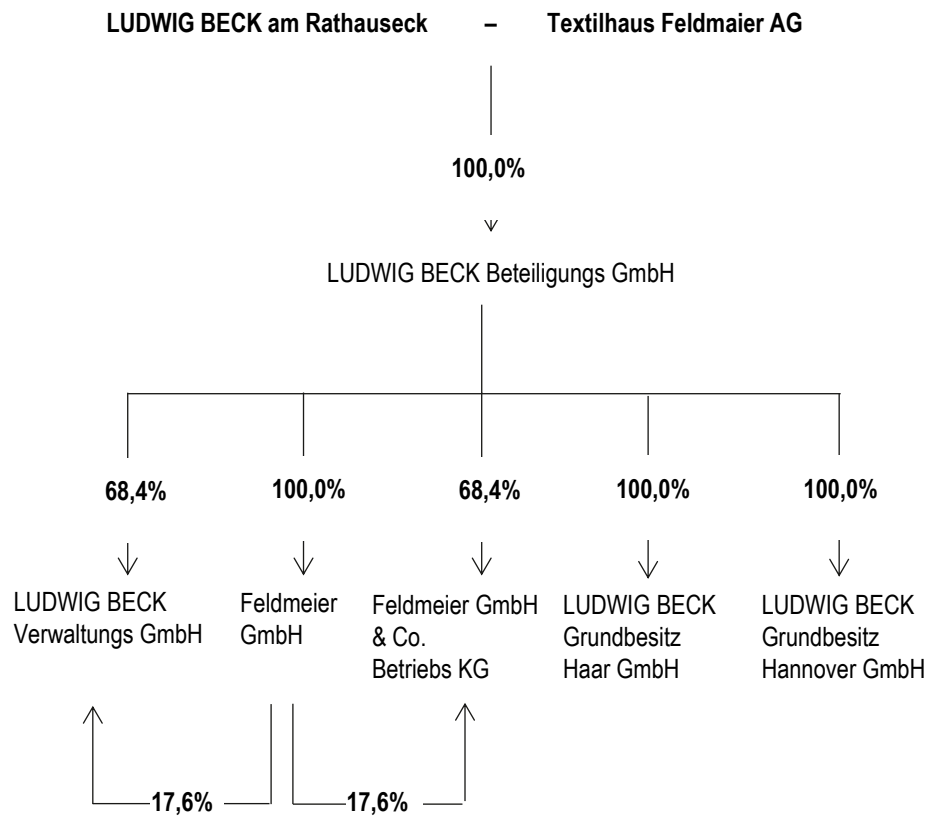 LUDWIG BECK am Rathauseck – Textilhaus Feldmaier AG
100,0%
LUDWIG BECK Beteiligungs GmbH
68,4% 100,0% 68,4% 100,0% 100,0%
LUDWIG BECK
Verwaltungs GmbH
Feldmeier
GmbH
Feldmeier GmbH
& Co.
Betriebs KG
LUDWIG BECK
Grundbesitz
Haar GmbH
LUDWIG BECK
Grundbesitz
Hannover GmbH
17,6% 17,6%